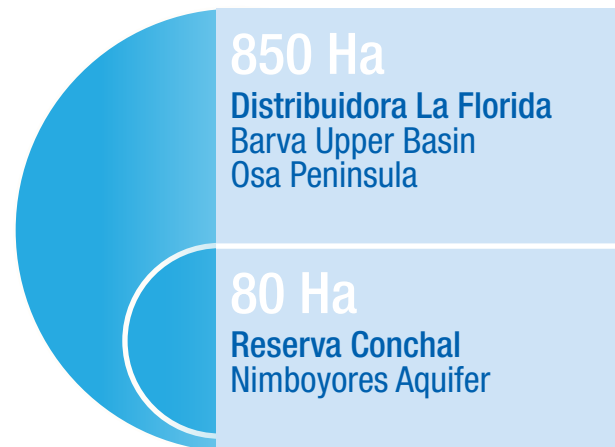 850 Ha
Distribuidora La Florida
Barva Upper Basin
Osa Peninsula
80 Ha
Reserva Conchal
Nimboyores Aquifer